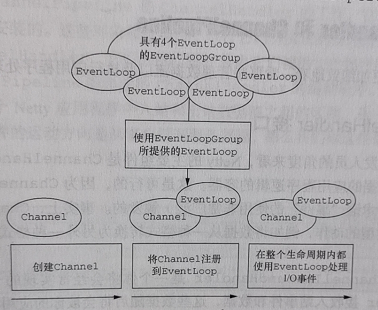 具有4个EventLoop
的EventLoopGroup
EventLoop
EventLoop
EventLoop
EventLoop
使用EventLoopGroup
所提供的EventLoop
Channel
Channel
EventLoop
Channel
EventLoop
创建Channel
将Channel注册
到EventLoop
在整个生命周期内都
使用EventLoop处理
I/O事件